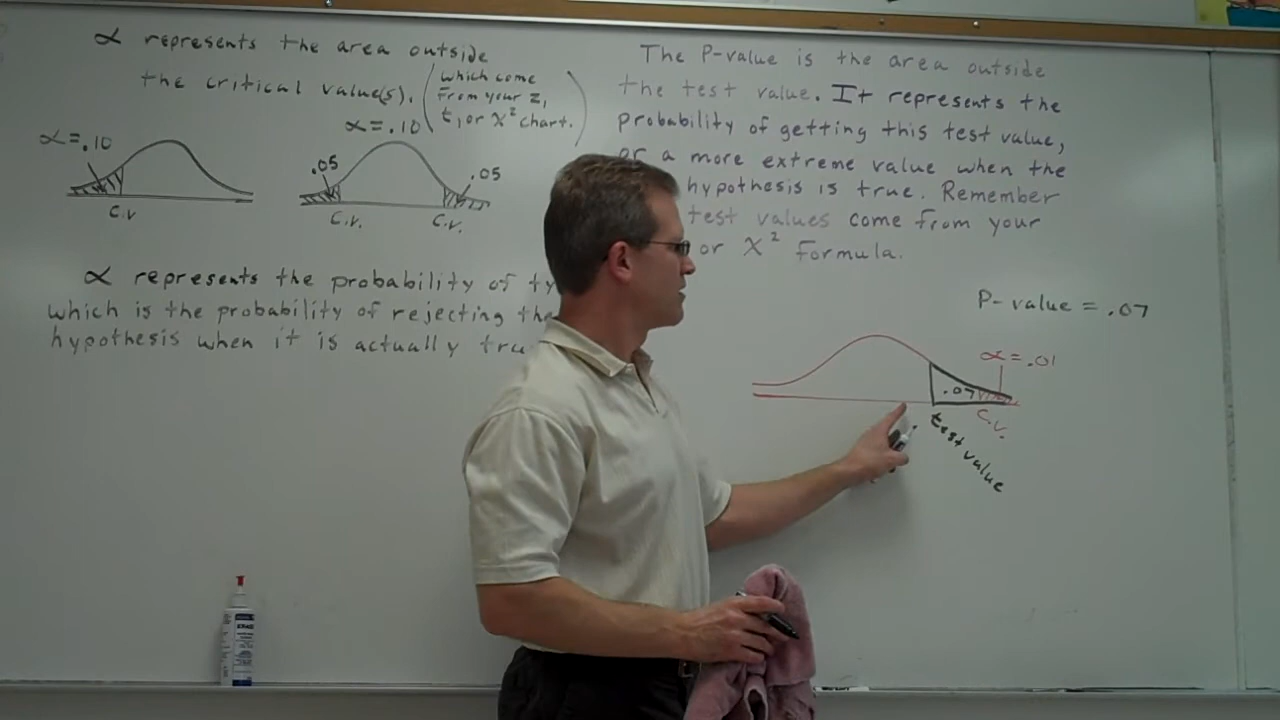 α represents the area outside
the critical value(s). (which come
from your z,
t, or X² chart.)
α=.10
C.V
α=.10
.05
.05
C.V.
C.V.
α represents the probability of ty
which is the probability of rejecting the
hypothesis when it is actually tru
The P-value is the area outside
the test value. It represents the
probability of getting this test value,
or a more extreme value when the
hypothesis is true. Remember
test values come from your
or X² formula.
P-value = .07
α=.01
.07
C.V.
test value
EXPO